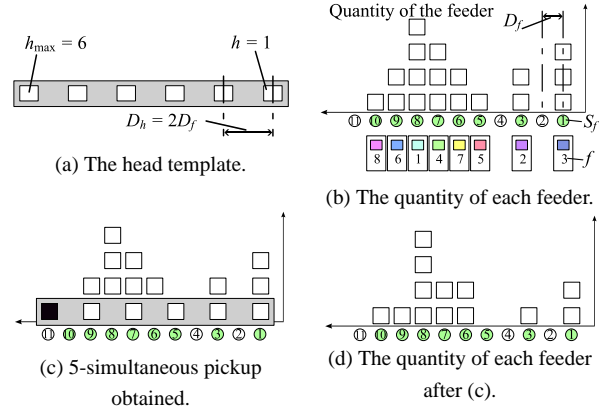 h_max = 6
h = 1
D_h = 2D_f
(a) The head template.
Quantity of the feeder
D_f
⑪ ⑩ ⑨ ⑧ ⑦ ⑥ ⑤ ④ ③ ② ① S_f
8 6 1 4 7 5 2 3 f
(b) The quantity of each feeder.
⑪ ⑩ ⑨ ⑧ ⑦ ⑥ ⑤ ④ ③ ② ①
(c) 5-simultaneous pickup
obtained.
⑪ ⑩ ⑨ ⑧ ⑦ ⑥ ⑤ ④ ③ ② ①
(d) The quantity of each feeder
after (c).